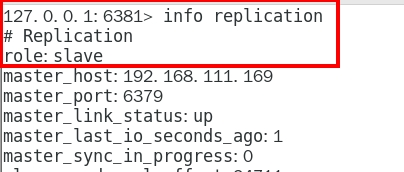 127.0.0.1:6381> info replication
# Replication
role:slave
master_host:192.168.111.169
master_port:6379
master_link_status:up
master_last_io_seconds_ago:1
master_sync_in_progress:0